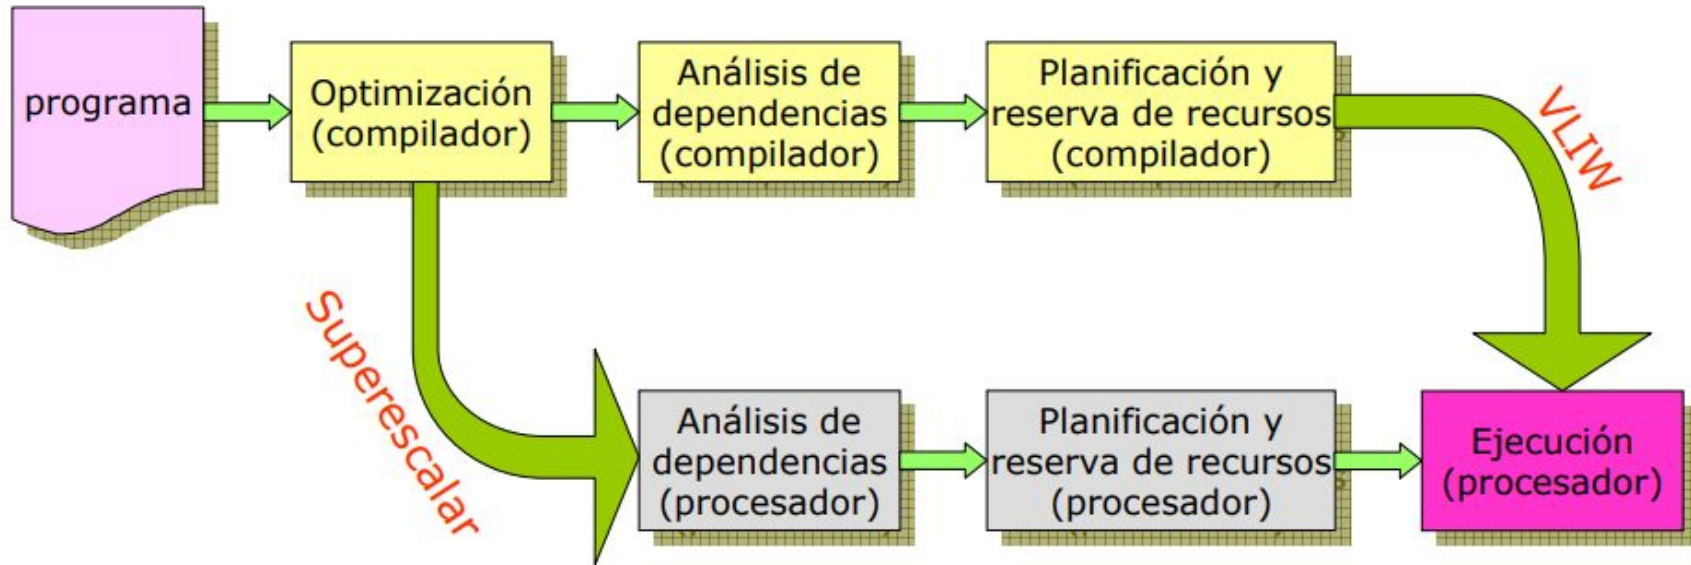 programa
Optimización
(compilador)
Análisis de
dependencias
(compilador)
Planificación y
reserva de recursos
(compilador)
VLIW
Superescalar
Análisis de
dependencias
(procesador)
Planificación y
reserva de recursos
(procesador)
Ejecución
(procesador)